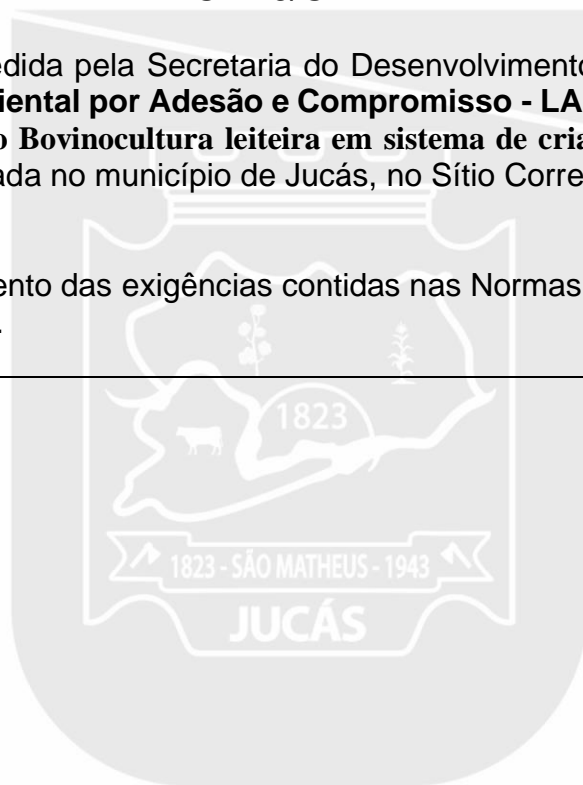 edida pela Secretaria do Desenvolvimento
iental por Adesão e Compromisso - LA
o Bovinocultura leiteira em sistema de cria
ada no município de Jucás, no Sítio Corre
ento das exigências contidas nas Normas
.
1823
1823 - SÃO MATHEUS - 1943
JUCÁS